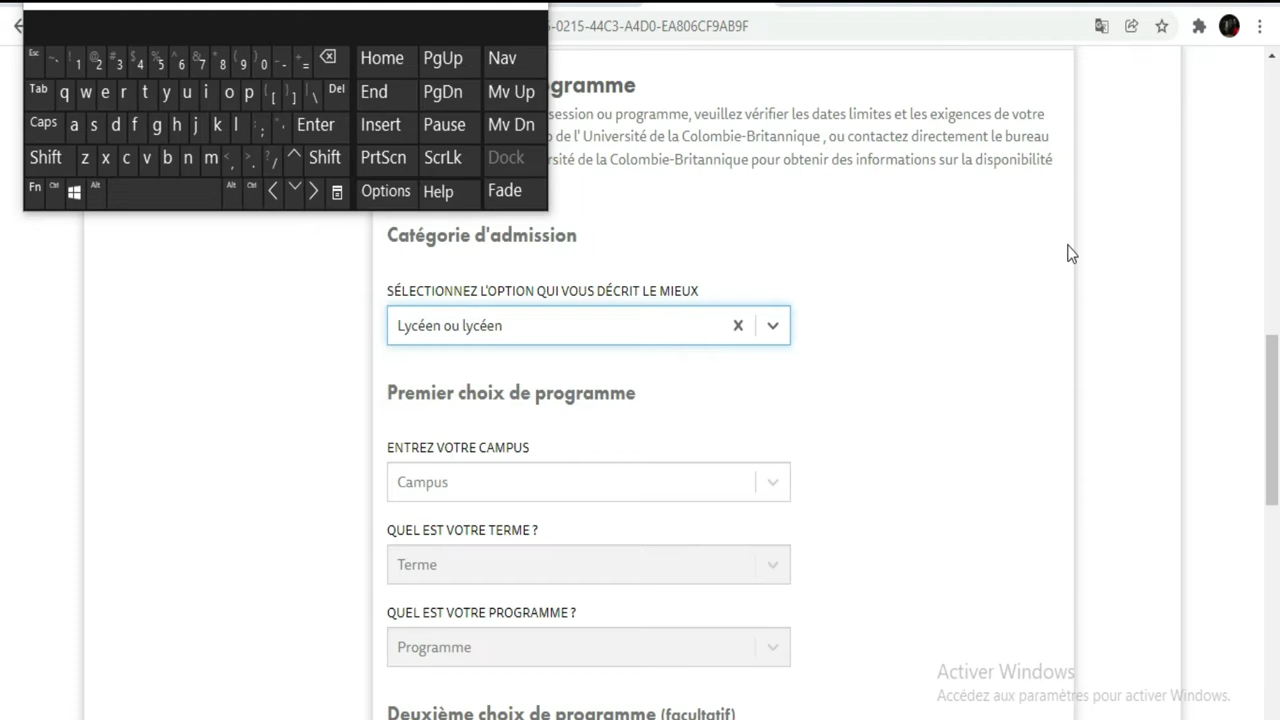 5-0215-44C3-A4D0-EA806CF9AB9F
Esc ~ ` ! 1 @ 2 # 3 $ 4 % 5 ^ 6 & 7 * 8 ( 9 ) 0 _ - + = Home PgUp Nav
Tab q w e r t y u i o p { [ } ] | \ Del End PgDn Mv Up
Caps a s d f g h j k l : ; " ' Enter Insert Pause Mv Dn
Shift z x c v b n m < , > . ? / Shift PrtScn ScrLk Dock
Fn Ctrl Alt Alt Ctrl Options Help Fade
ogramme
session ou programme, veuillez vérifier les dates limites et les exigences de votre
de l' Université de la Colombie-Britannique , ou contactez directement le bureau
rsité de la Colombie-Britannique pour obtenir des informations sur la disponibilité
Catégorie d'admission
SÉLECTIONNEZ L'OPTION QUI VOUS DÉCRIT LE MIEUX
Lycéen ou lycéen
Premier choix de programme
ENTREZ VOTRE CAMPUS
Campus
QUEL EST VOTRE TERME ?
Terme
QUEL EST VOTRE PROGRAMME ?
Programme
Deuxième choix de programme (facultatif)
Activer Windows
Accédez aux paramètres pour activer Windows.